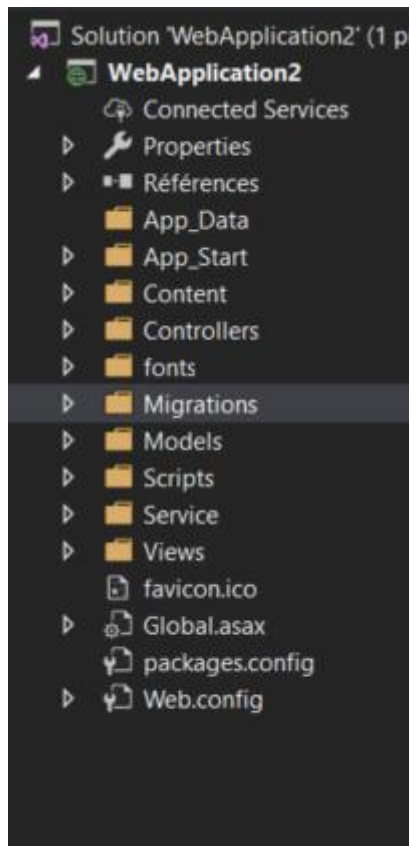 Solution 'WebApplication2' (1 p
WebApplication2
Connected Services
Properties
Références
App_Data
App_Start
Content
Controllers
fonts
Migrations
Models
Scripts
Service
Views
favicon.ico
Global.asax
packages.config
Web.config